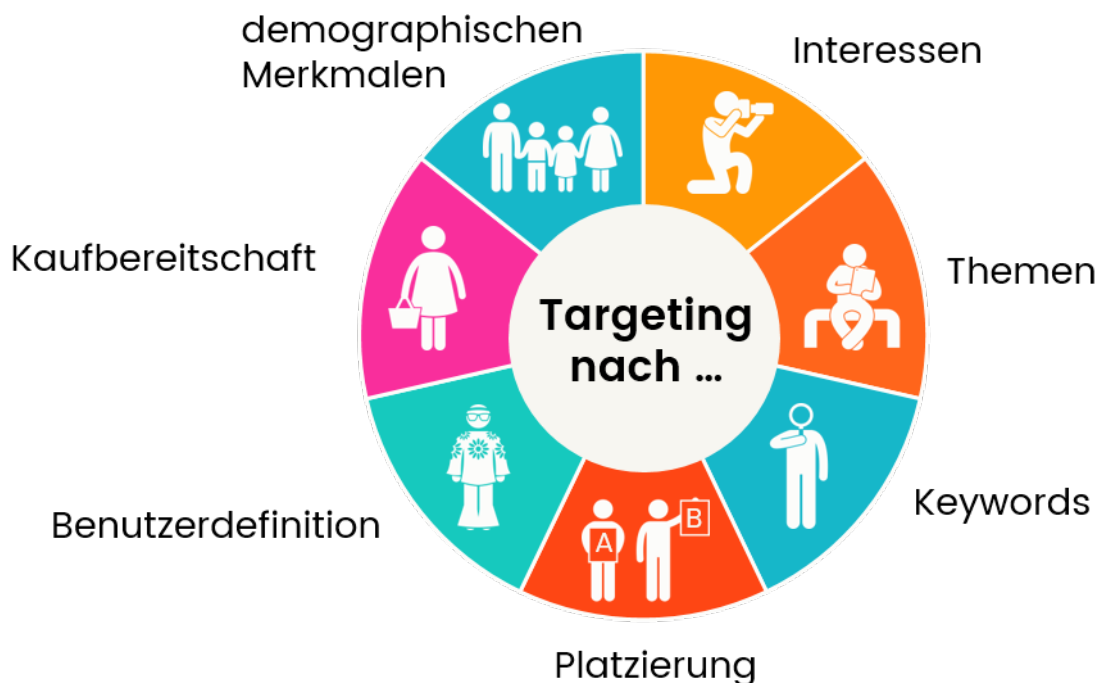 demographischen
Merkmalen
Interessen
Kaufbereitschaft
Themen
Targeting
nach ...
Keywords
Benutzerdefinition
A
B
Platzierung